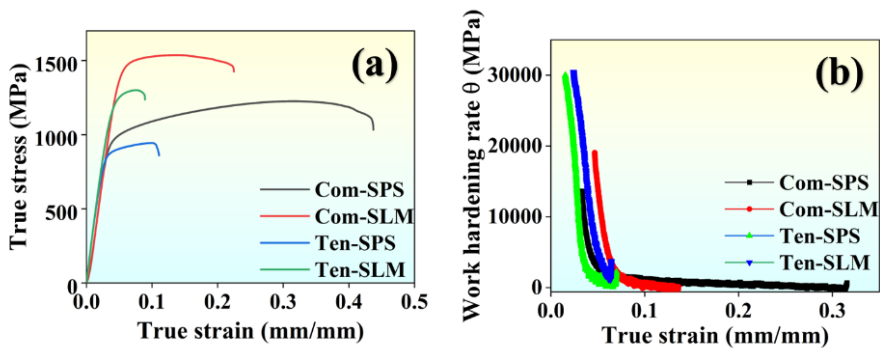 (a)
True stress (MPa)
1500
1000
500
0
Com-SPS
Com-SLM
Ten-SPS
Ten-SLM
0.0 0.1 0.2 0.3 0.4 0.5
True strain (mm/mm)
(b)
Work hardening rate θ (MPa)
30000
20000
10000
0
Com-SPS
Com-SLM
Ten-SPS
Ten-SLM
0.0 0.1 0.2 0.3
True strain (mm/mm)